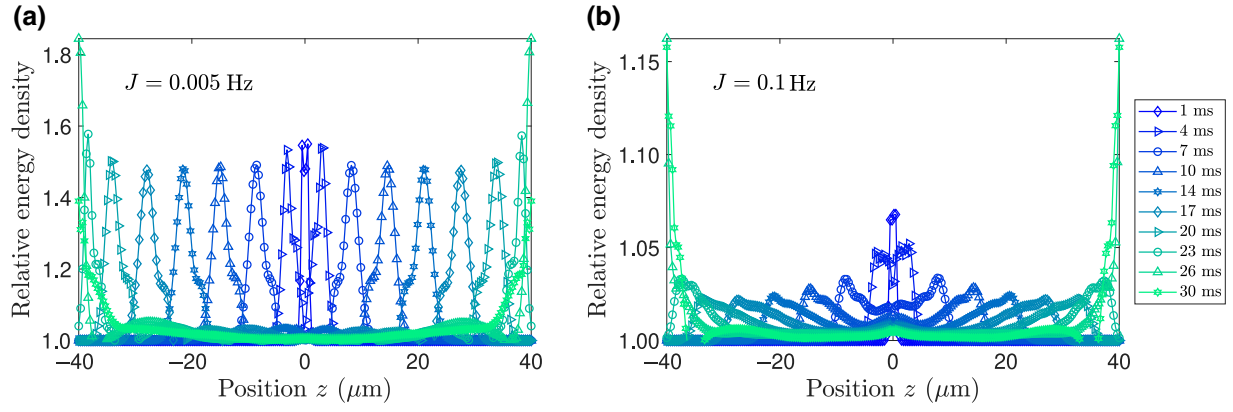 (a)
J = 0.005 Hz
Relative energy density
1.8
1.6
1.4
1.2
1.0
−40
−20
0
20
40
Position z (μm)
(b)
J = 0.1 Hz
Relative energy density
1.15
1.10
1.05
1.00
−40
−20
0
20
40
Position z (μm)
1 ms
4 ms
7 ms
10 ms
14 ms
17 ms
20 ms
23 ms
26 ms
30 ms